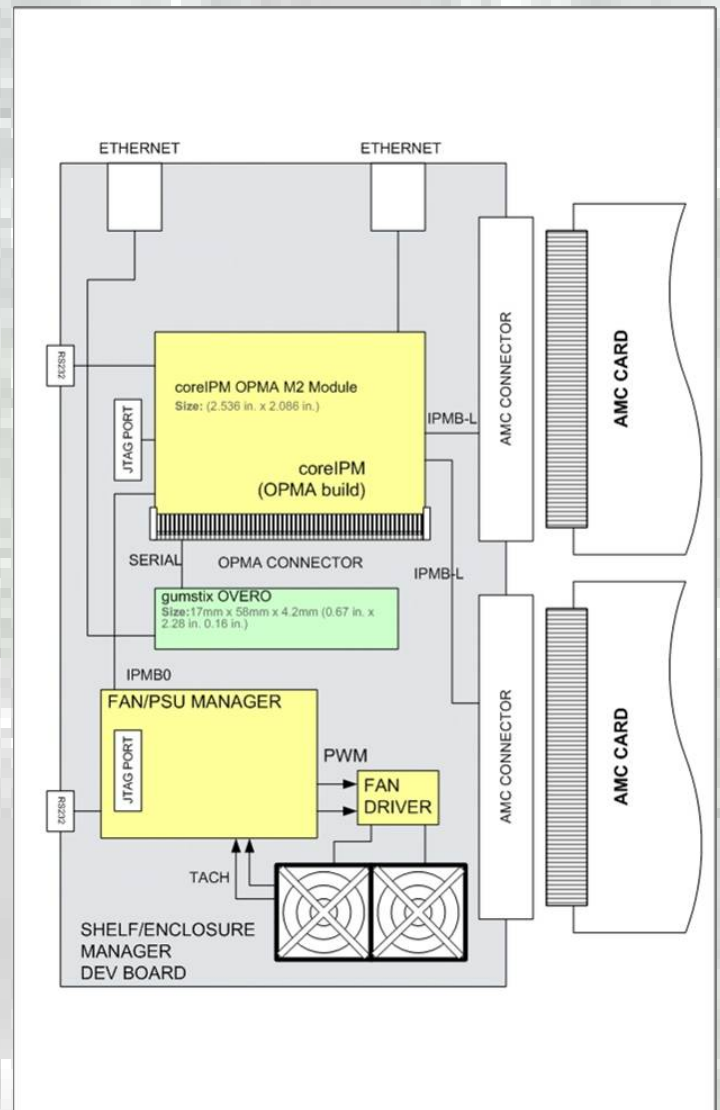 ETHERNET
ETHERNET
RS232
coreIPM OPMA M2 Module
Size: (2.536 in. x 2.086 in.)
JTAG PORT
coreIPM
(OPMA build)
IPMB-L
AMC CONNECTOR
AMC CARD
SERIAL
OPMA CONNECTOR
IPMB-L
gumstix OVERO
Size:17mm x 58mm x 4.2mm (0.67 in. x
2.28 in. 0.16 in.)
IPMB0
FAN/PSU MANAGER
JTAG PORT
RS232
PWM
FAN
DRIVER
AMC CONNECTOR
AMC CARD
TACH
SHELF/ENCLOSURE
MANAGER
DEV BOARD